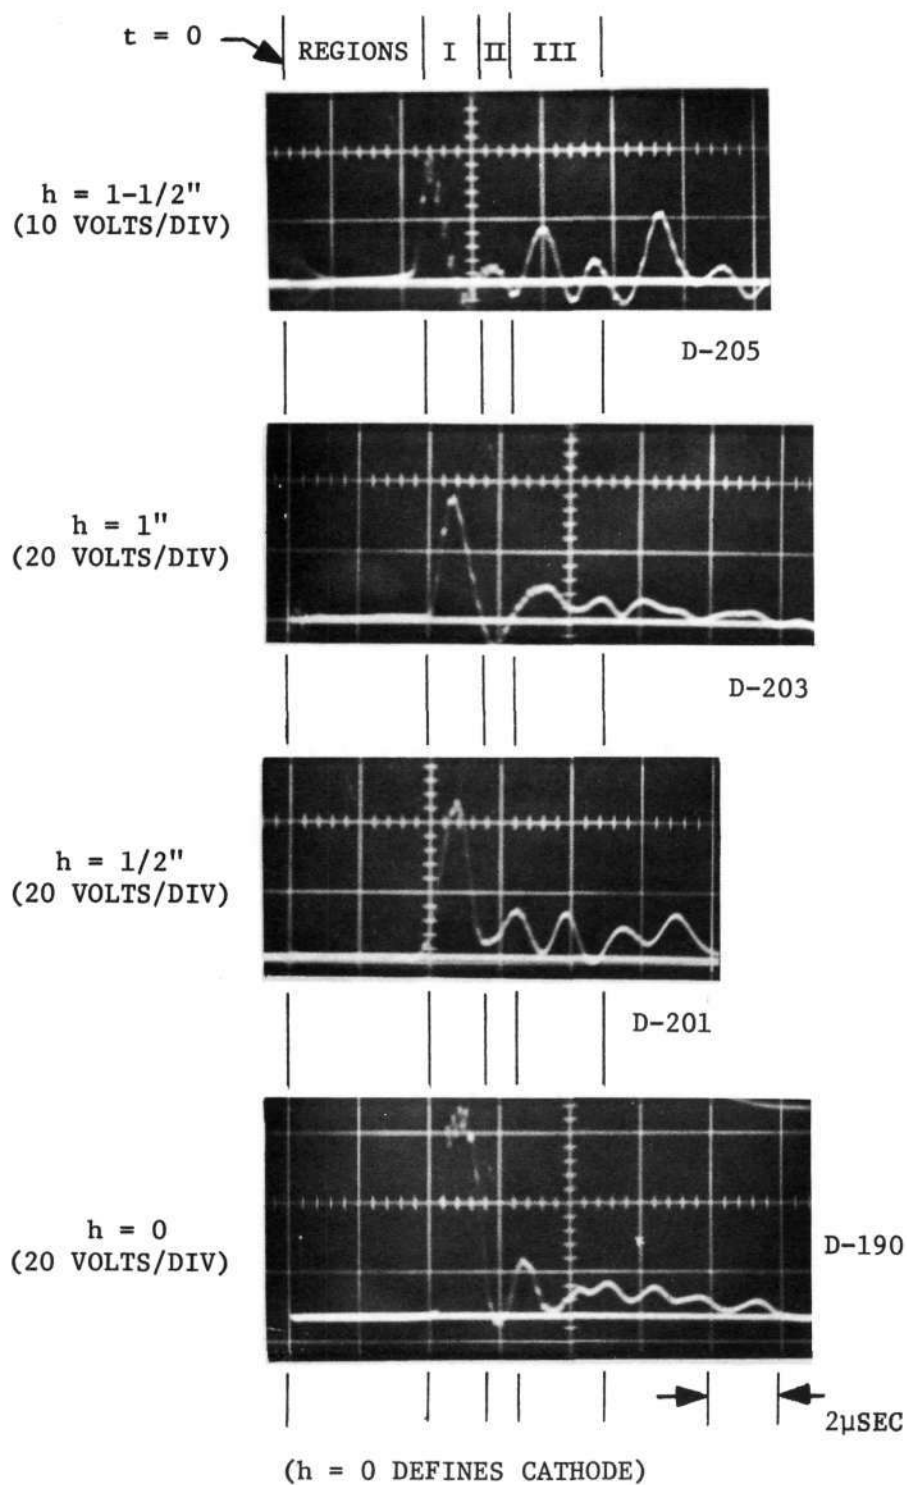 t = 0
REGIONS I II III
h = 1-1/2"
(10 VOLTS/DIV)
D-205
h = 1"
(20 VOLTS/DIV)
D-203
h = 1/2"
(20 VOLTS/DIV)
D-201
h = 0
(20 VOLTS/DIV)
D-190
2μSEC
(h = 0 DEFINES CATHODE)